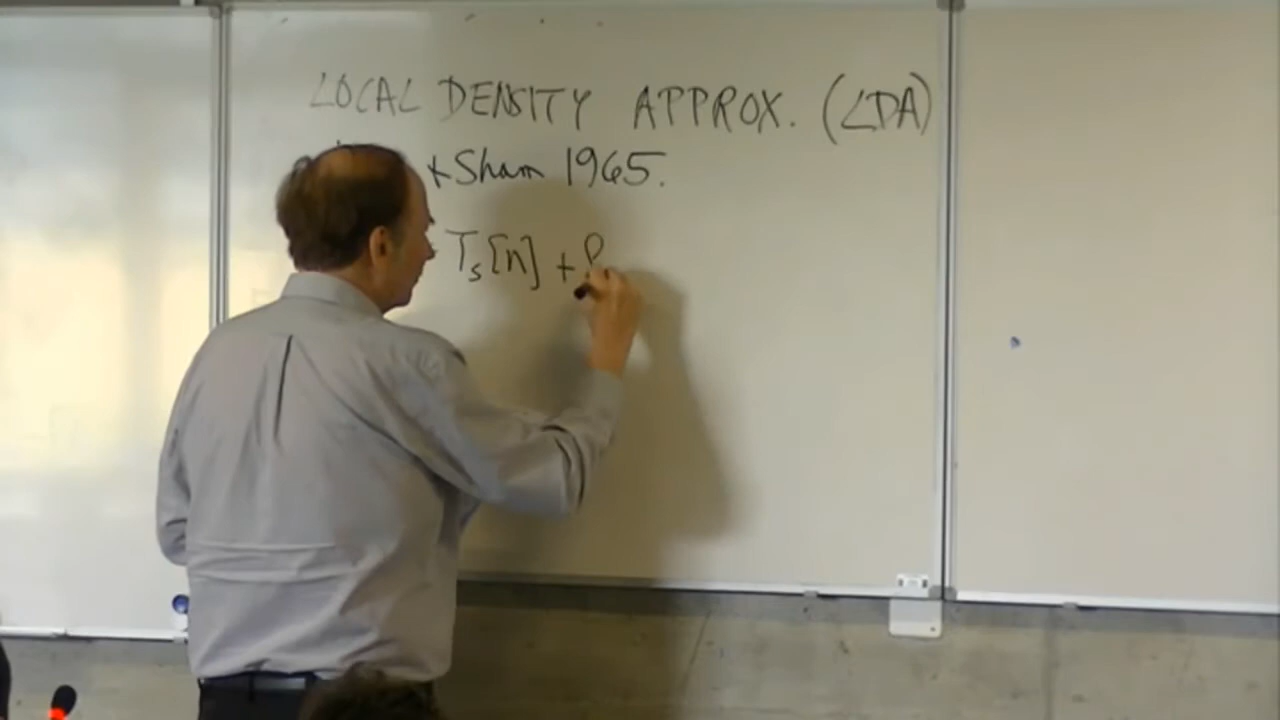 LOCAL DENSITY APPROX. (LDA)
+ Sham 1965.
Ts[n] +